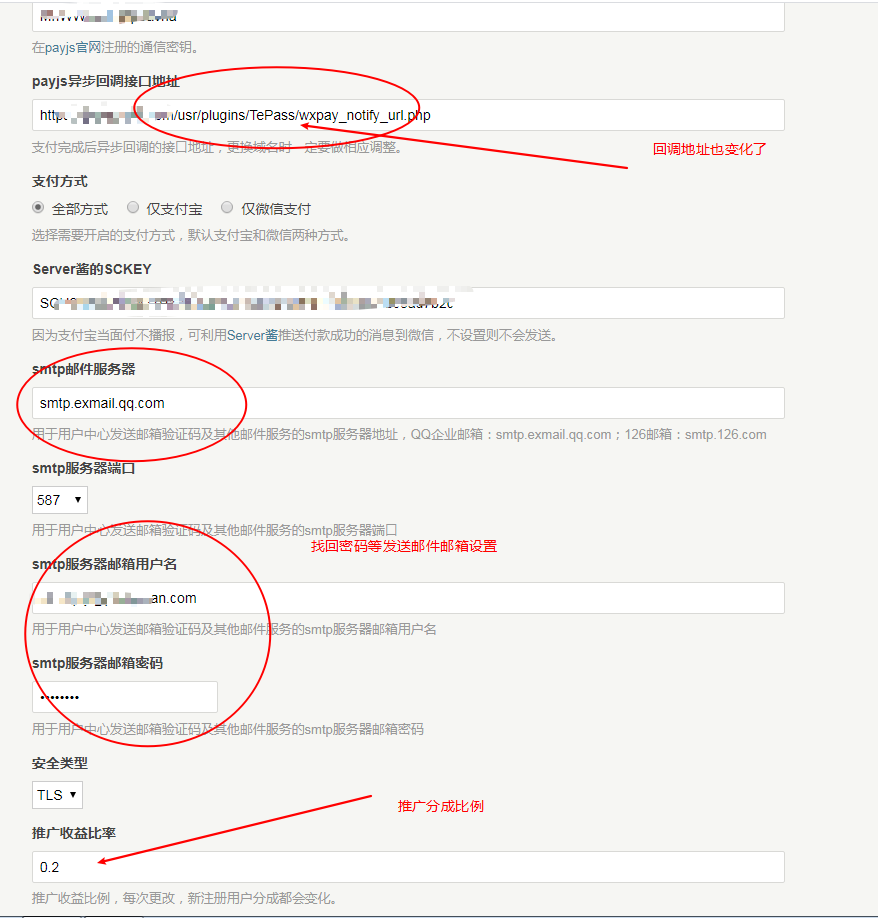 在payjs官网注册的通信密钥。
payjs异步回调接口地址
http m/usr/plugins/TePass/wxpay_notify_url.php
支付完成后异步回调的接口地址，更换域名时一定要做相应调整。
回调地址也变化了
支付方式
全部方式 仅支付宝 仅微信支付
选择需要开启的支付方式，默认支付宝和微信两种方式。
Server酱的SCKEY
因为支付宝当面付不播报，可利用Server酱推送付款成功的消息到微信，不设置则不会发送。
smtp邮件服务器
smtp.exmail.qq.com
用于用户中心发送邮箱验证码及其他邮件服务的smtp服务器地址，QQ企业邮箱：smtp.exmail.qq.com；126邮箱：smtp.126.com
smtp服务器端口
587
用于用户中心发送邮箱验证码及其他邮件服务的smtp服务器端口
找回密码等发送邮件邮箱设置
smtp服务器邮箱用户名
an.com
用于用户中心发送邮箱验证码及其他邮件服务的smtp服务器邮箱用户名
smtp服务器邮箱密码
••••••••
用于用户中心发送邮箱验证码及其他邮件服务的smtp服务器邮箱密码
安全类型
TLS
推广分成比例
推广收益比率
0.2
推广收益比例，每次更改，新注册用户分成都会变化。